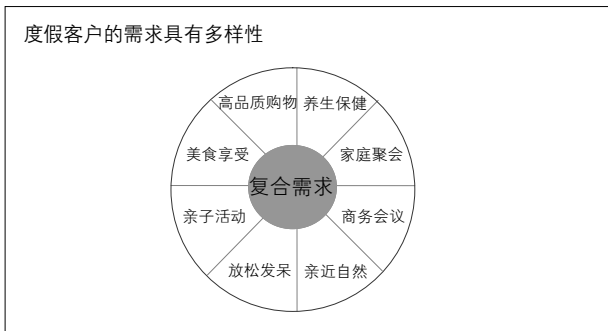 度假客户的需求具有多样性
高品质购物
养生保健
美食享受
家庭聚会
复合需求
亲子活动
商务会议
放松发呆
亲近自然